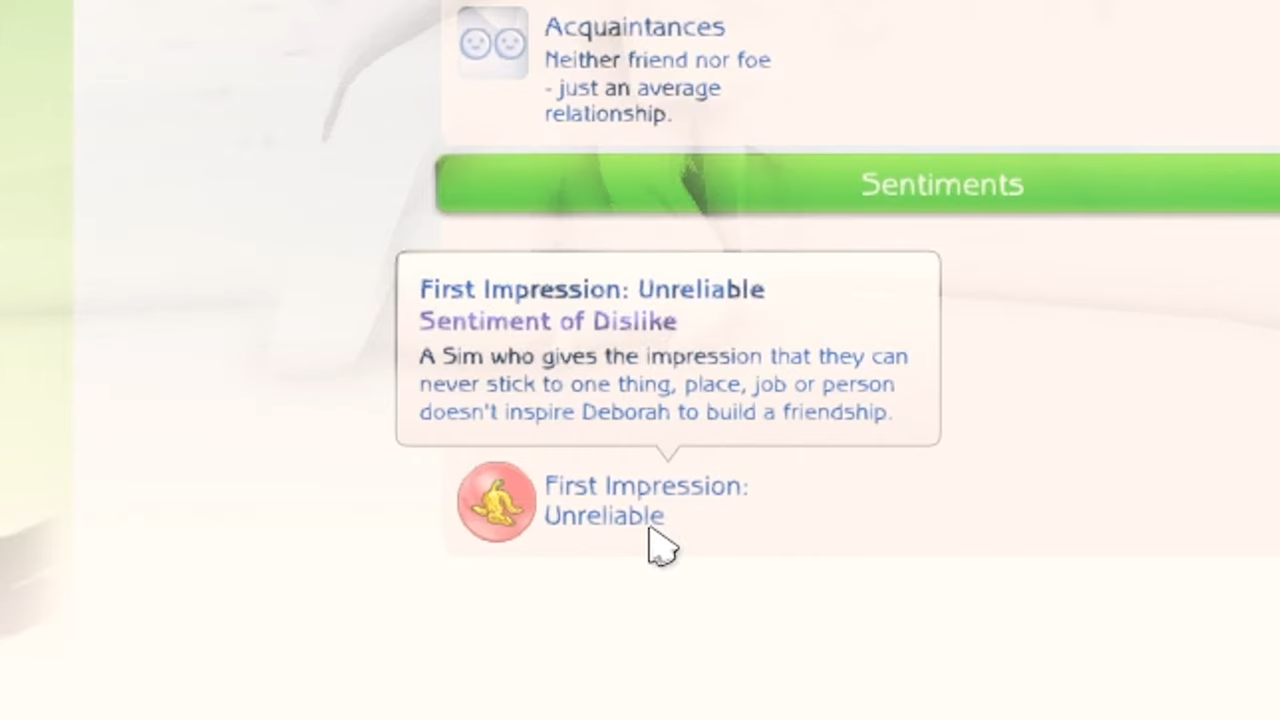 Acquaintances
Neither friend nor foe
- just an average
relationship.
Sentiments
First Impression: Unreliable
Sentiment of Dislike
A Sim who gives the impression that they can
never stick to one thing, place, job or person
doesn't inspire Deborah to build a friendship.
First Impression:
Unreliable